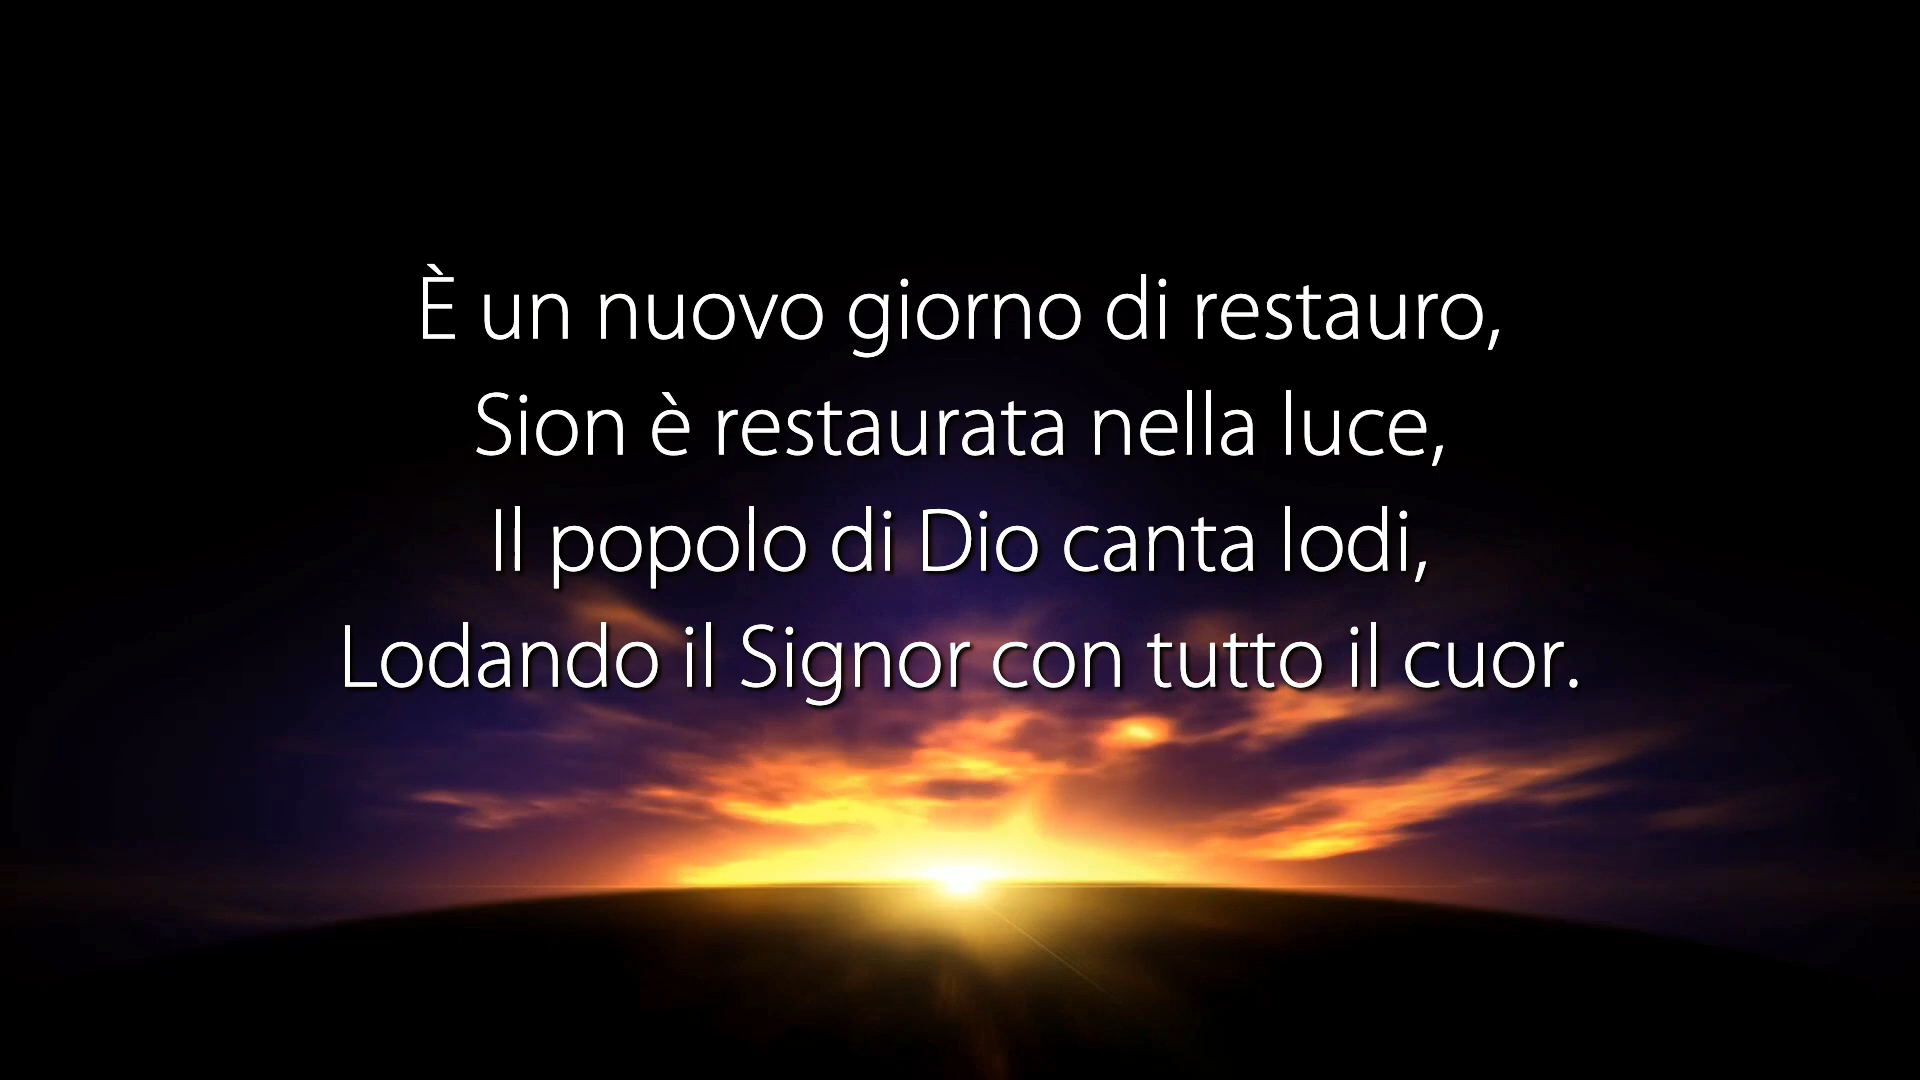 È un nuovo giorno di restauro,
Sion è restaurata nella luce,
Il popolo di Dio canta lodi,
Lodando il Signor con tutto il cuor.